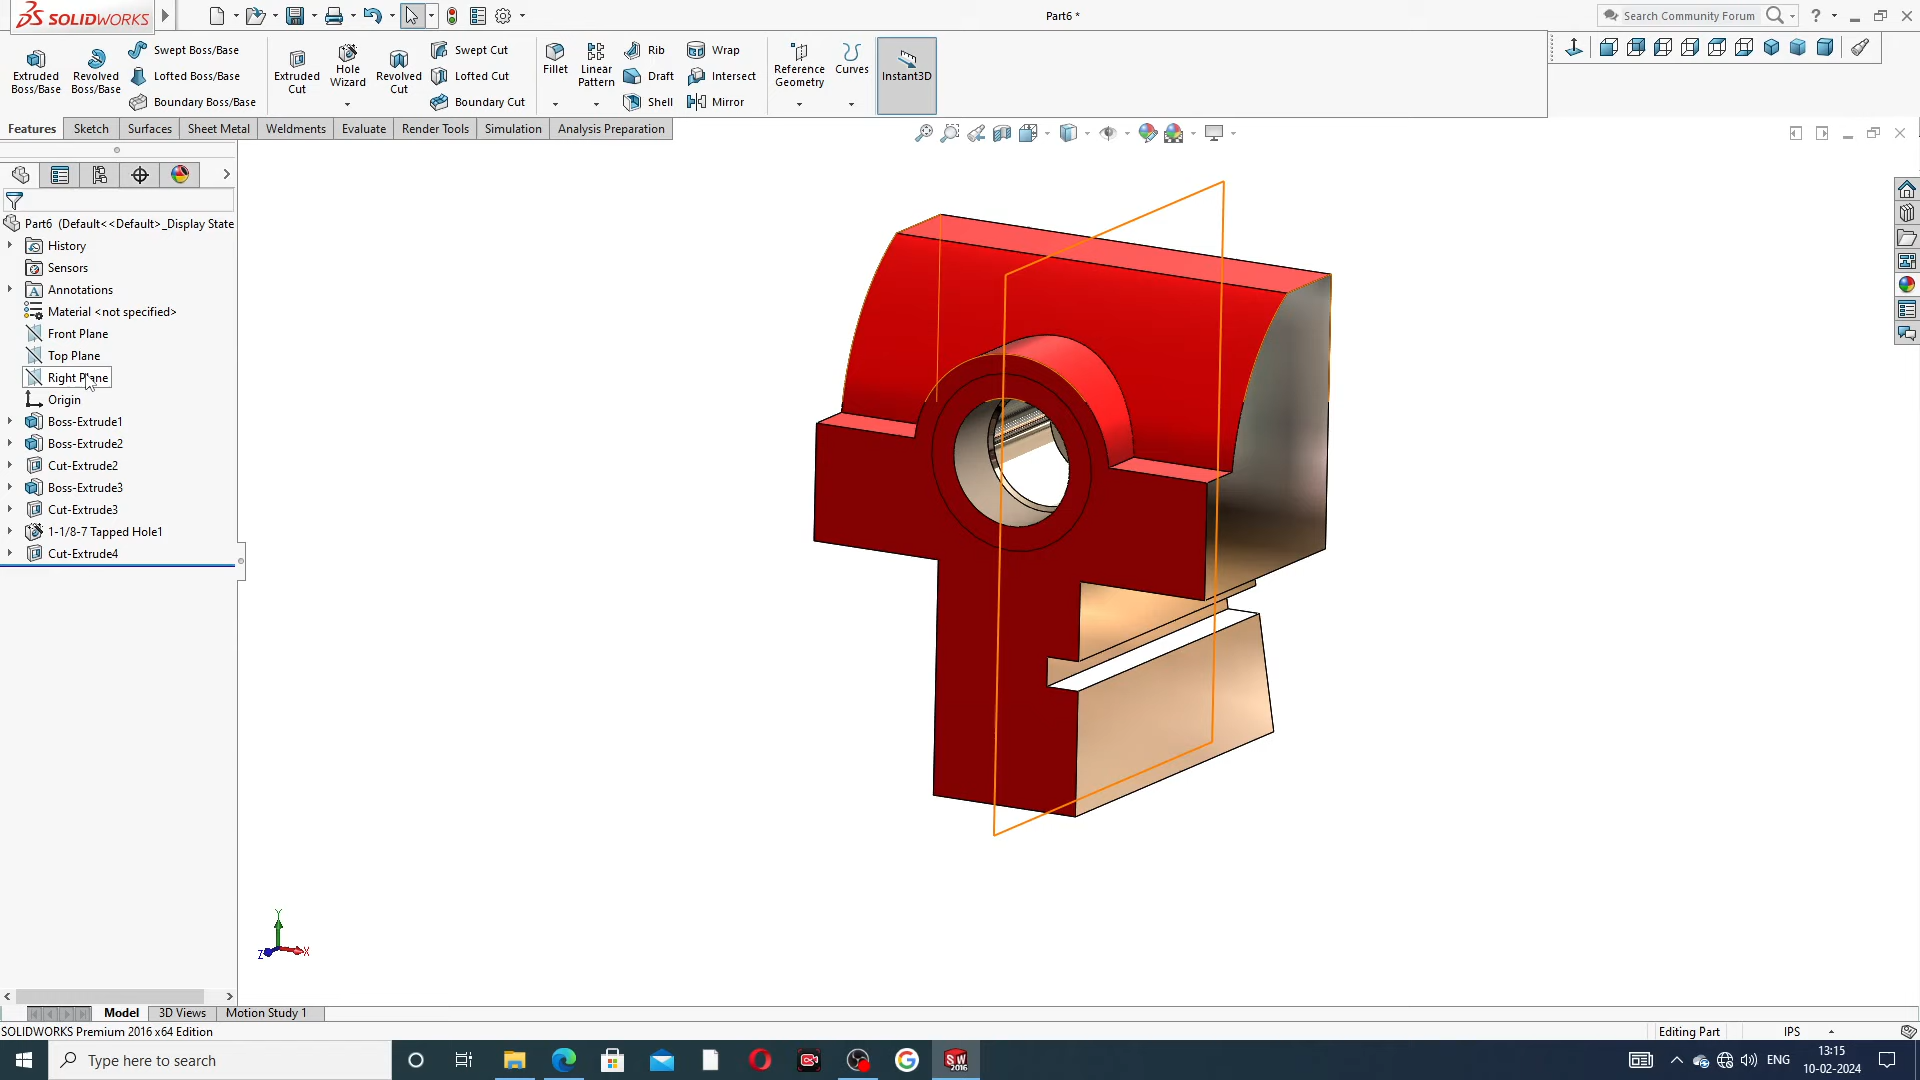 SOLIDWORKS
Part6 *
Search Community Forum
?
Extruded Boss/Base
Revolved Boss/Base
Swept Boss/Base
Lofted Boss/Base
Boundary Boss/Base
Extruded Cut
Hole Wizard
Revolved Cut
Swept Cut
Lofted Cut
Boundary Cut
Fillet
Linear Pattern
Rib
Draft
Shell
Wrap
Intersect
Mirror
Reference Geometry
Curves
Instant3D
Features
Sketch
Surfaces
Sheet Metal
Weldments
Evaluate
Render Tools
Simulation
Analysis Preparation
Part6 (Default<<Default>_Display State
History
Sensors
Annotations
Material <not specified>
Front Plane
Top Plane
Right Plane
Origin
Boss-Extrude1
Boss-Extrude2
Cut-Extrude2
Boss-Extrude3
Cut-Extrude3
1-1/8-7 Tapped Hole1
Cut-Extrude4
Y
Z
X
Model
3D Views
Motion Study 1
SOLIDWORKS Premium 2016 x64 Edition
Editing Part
IPS
Type here to search
SW
2016
ENG
13:15
10-02-2024